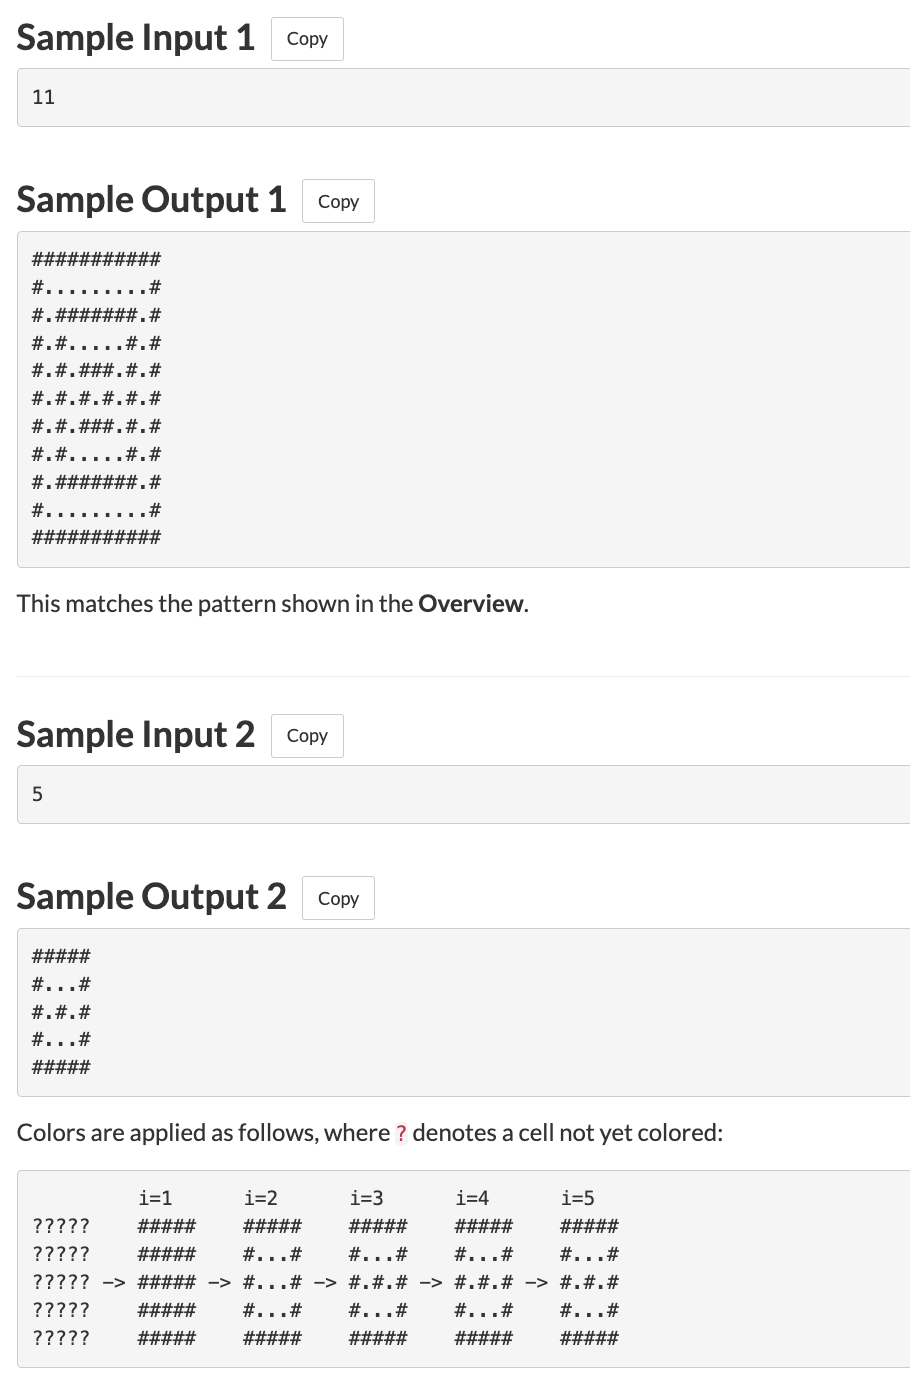 Sample Input 1 Copy
11
Sample Output 1 Copy
###########
#.........#
#.#######.#
#.#.....#.#
#.#.###.#.#
#.#.#.#.#.#
#.#.###.#.#
#.#.....#.#
#.#######.#
#.........#
###########
This matches the pattern shown in the Overview.
Sample Input 2 Copy
5
Sample Output 2 Copy
#####
#...#
#.#.#
#...#
#####
Colors are applied as follows, where ? denotes a cell not yet colored:
         i=1      i=2      i=3      i=4      i=5
?????    #####    #####    #####    #####    #####
?????    #####    #...#    #...#    #...#    #...#
????? -> ##### -> #...# -> #.#.# -> #.#.# -> #.#.#
?????    #####    #...#    #...#    #...#    #...#
?????    #####    #####    #####    #####    #####